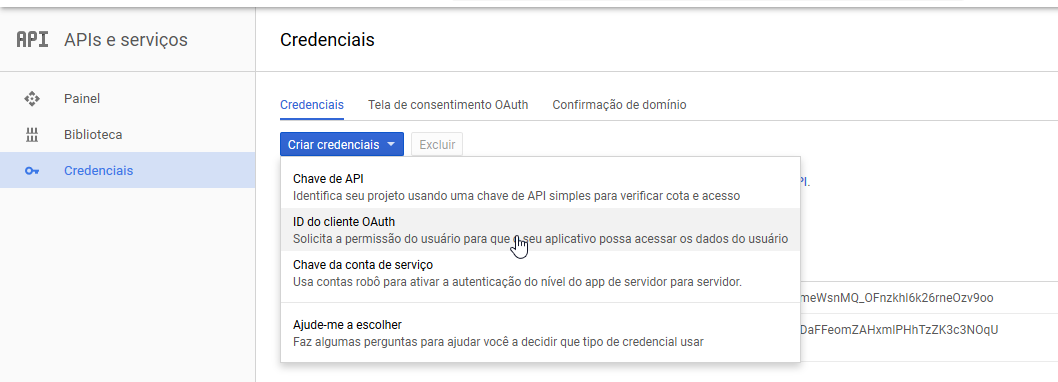 API APIs e serviços
Credenciais
Painel
Biblioteca
Credenciais
Credenciais Tela de consentimento OAuth Confirmação de domínio
Criar credenciais Excluir
Chave de API
Identifica seu projeto usando uma chave de API simples para verificar cota e acesso
ID do cliente OAuth
Solicita a permissão do usuário para que o seu aplicativo possa acessar os dados do usuário
Chave da conta de serviço
Usa contas robô para ativar a autenticação do nível do app de servidor para servidor.
Ajude-me a escolher
Faz algumas perguntas para ajudar você a decidir que tipo de credencial usar
PI.
meWsnMQ_OFnzkhl6k26rneOzv9oo
DaFFeomZAHxmlPHhTzZK3c3NOqU